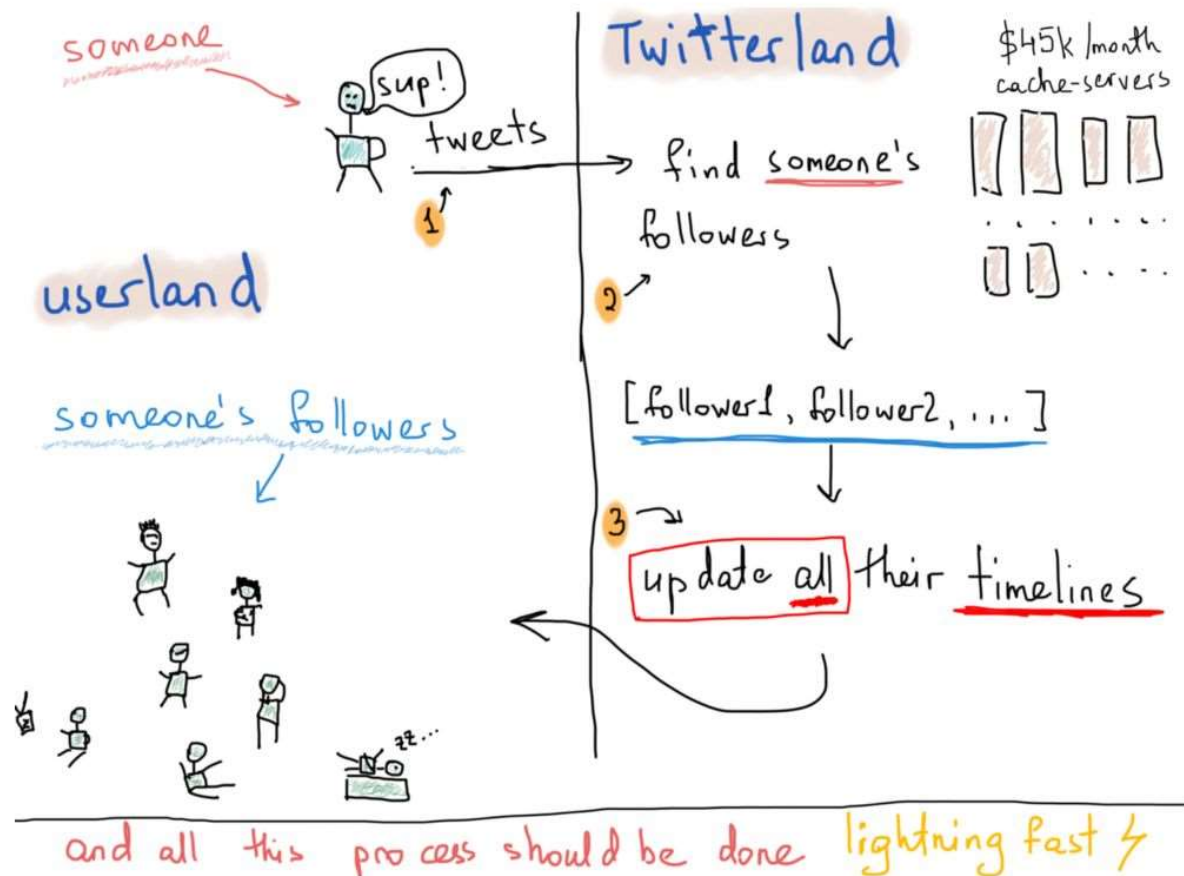 someone
sup!
tweets
1
userland
someone's followers
zz...
Twitterland
$45k/month
cache-servers
find someone's
followers
2
[follower1, follower2, ... ]
3
update all their timelines
and all this process should be done lightning fast